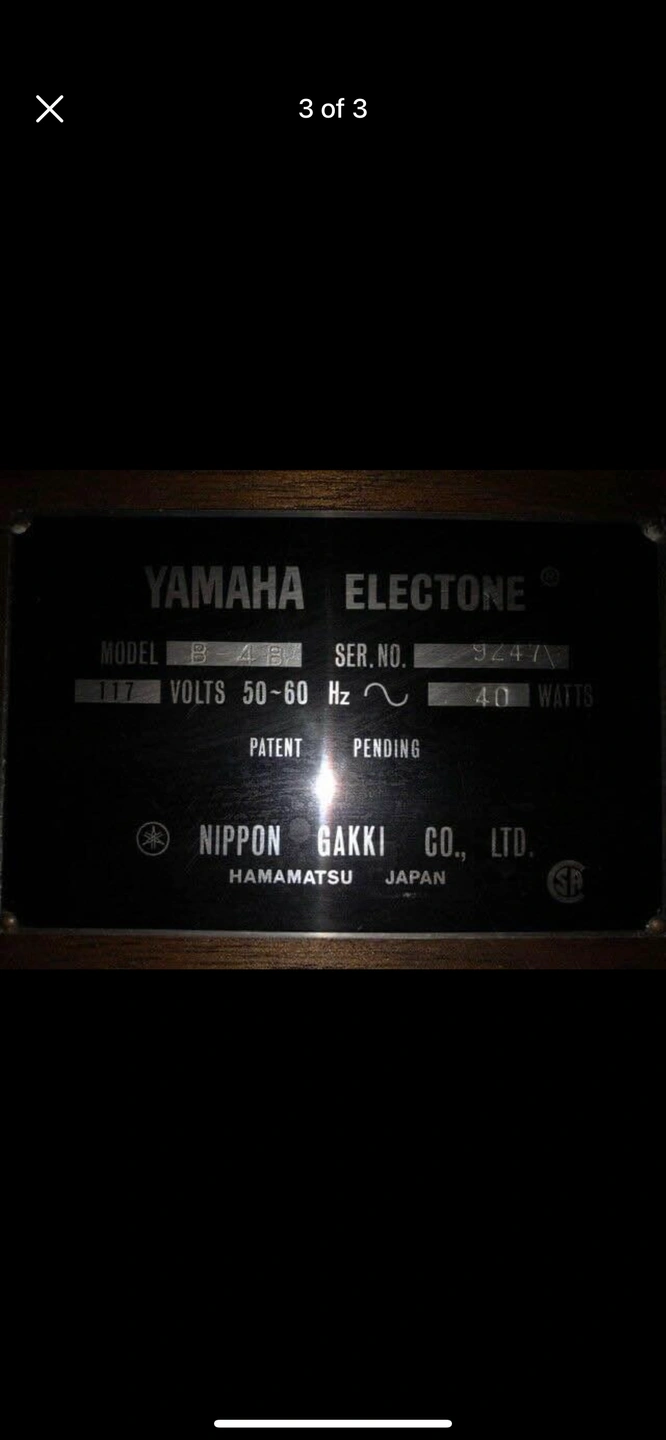 3 of 3
YAMAHA ELECTONE ®
MODEL B-4B SER.NO.
117 VOLTS 50~60 Hz 40 WATTS
PATENT PENDING
NIPPON GAKKI CO., LTD.
HAMAMATSU JAPAN